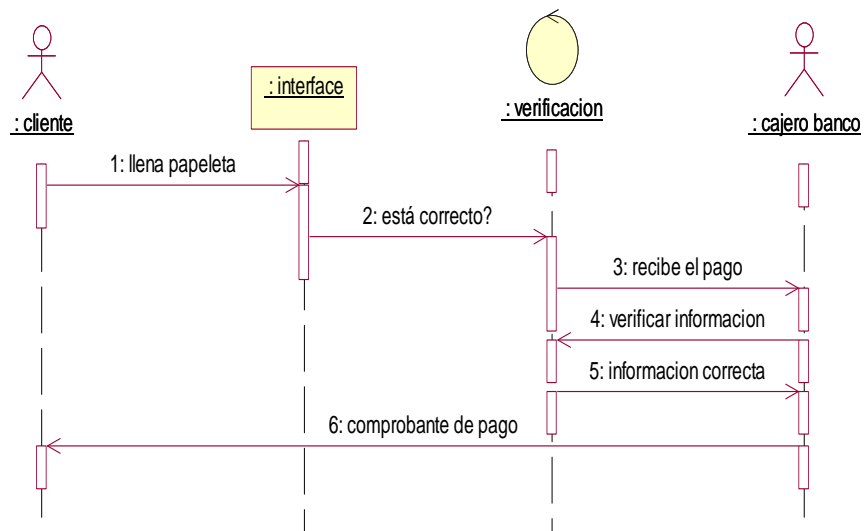 : cliente
: interface
: verificacion
: cajero banco
1: llena papeleta
2: está correcto?
3: recibe el pago
4: verificar informacion
5: informacion correcta
6: comprobante de pago